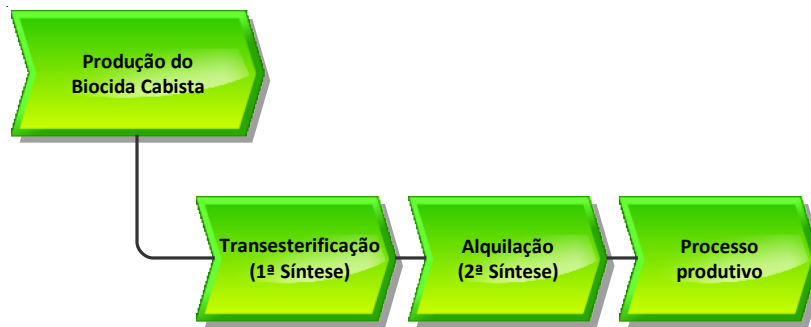 Produção do
Biocida Cabista
Transesterificação
(1ª Síntese)
Alquilação
(2ª Síntese)
Processo
produtivo